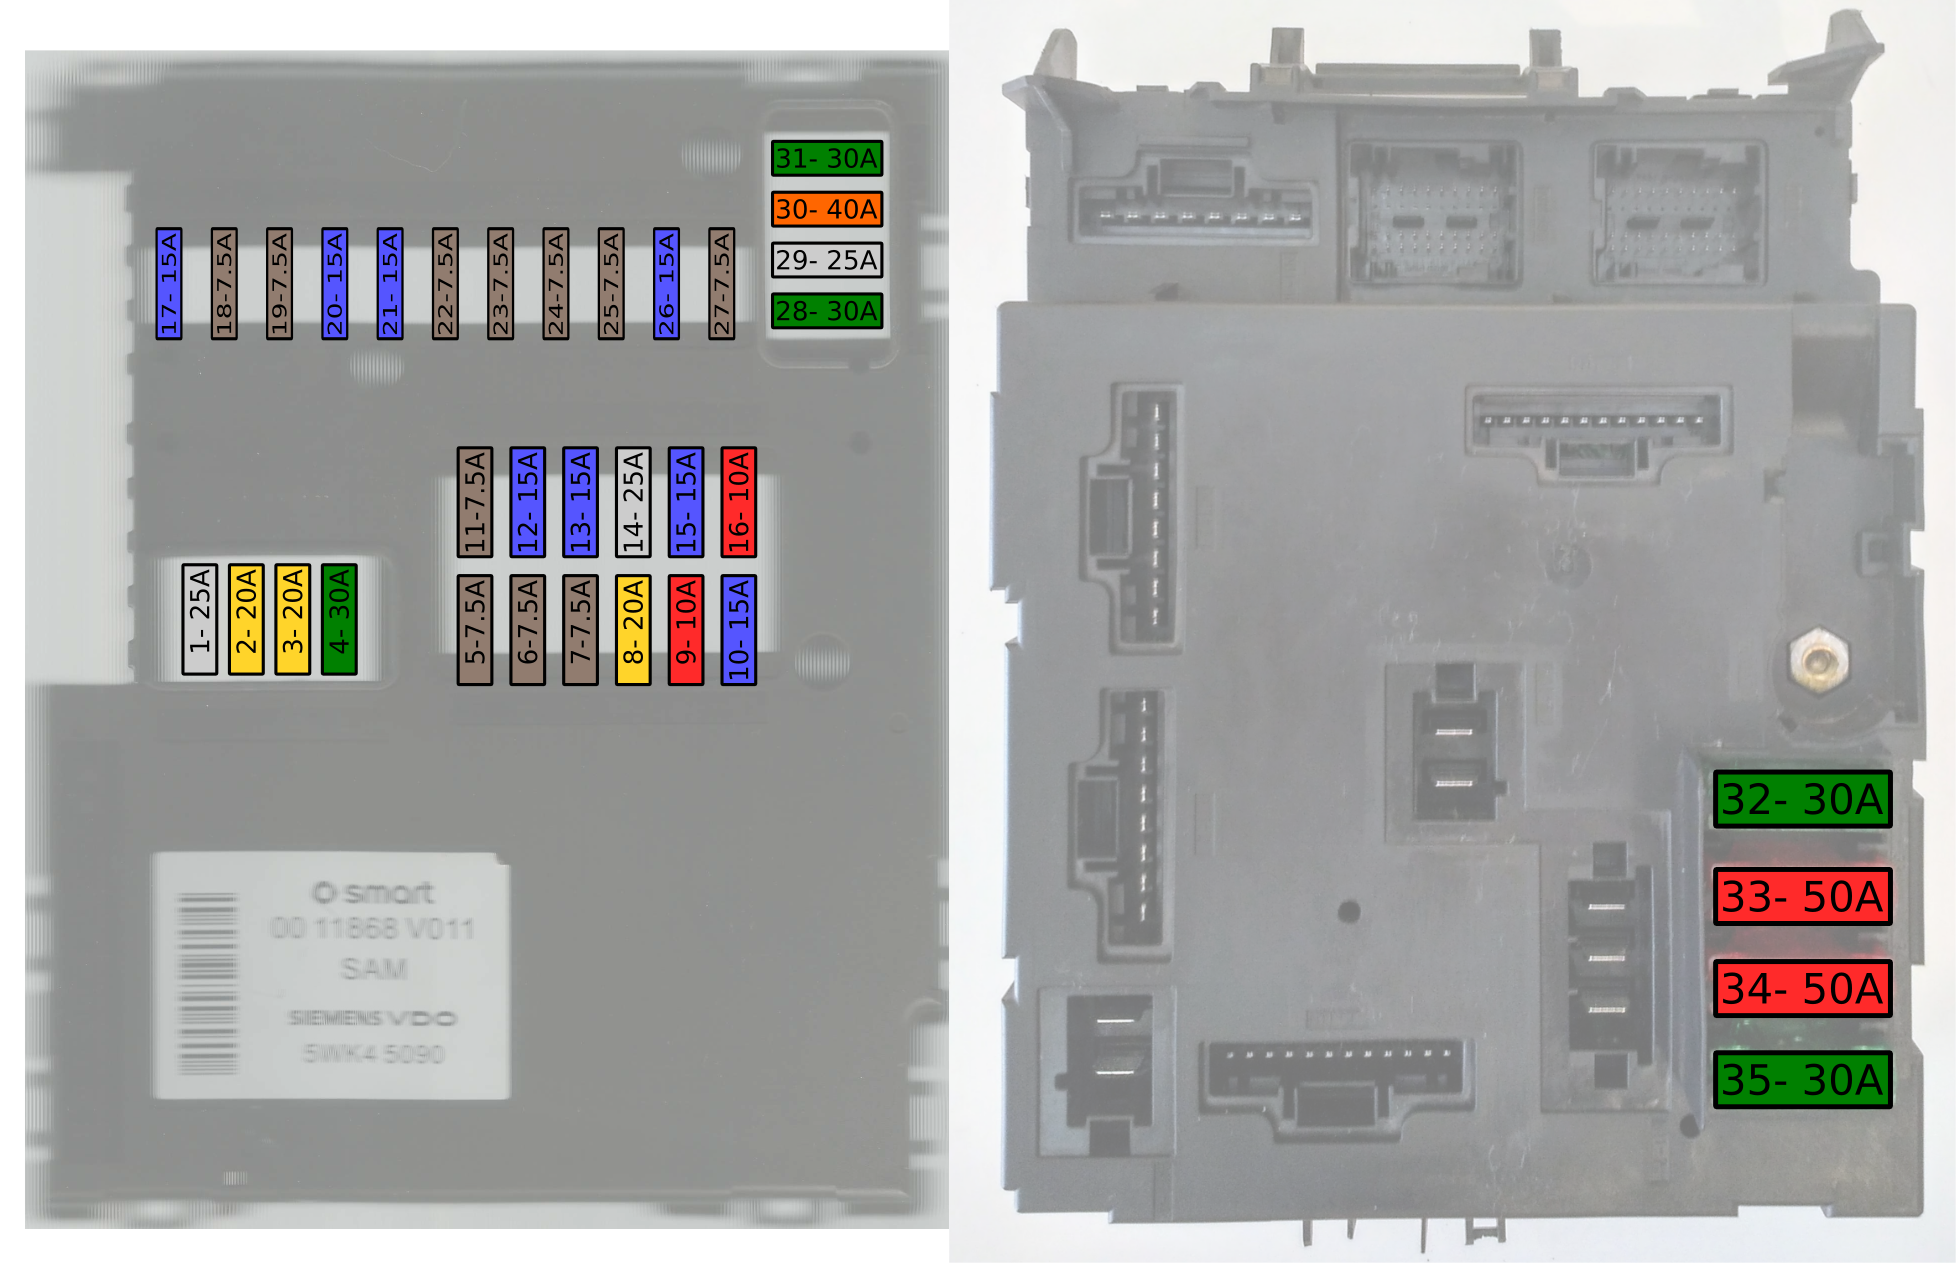 31- 30A
30- 40A
29- 25A
28- 30A
17- 15A
18-7.5A
19-7.5A
20- 15A
21- 15A
22-7.5A
23-7.5A
24-7.5A
25-7.5A
26- 15A
27-7.5A
11-7.5A
12- 15A
13- 15A
14- 25A
15- 15A
16- 10A
1- 25A
2- 20A
3- 20A
4- 30A
5-7.5A
6-7.5A
7-7.5A
8- 20A
9- 10A
10- 15A
smart
00 11868 V011
SAM
SIEMENS VDO
5WK4 5090
32- 30A
33- 50A
34- 50A
35- 30A